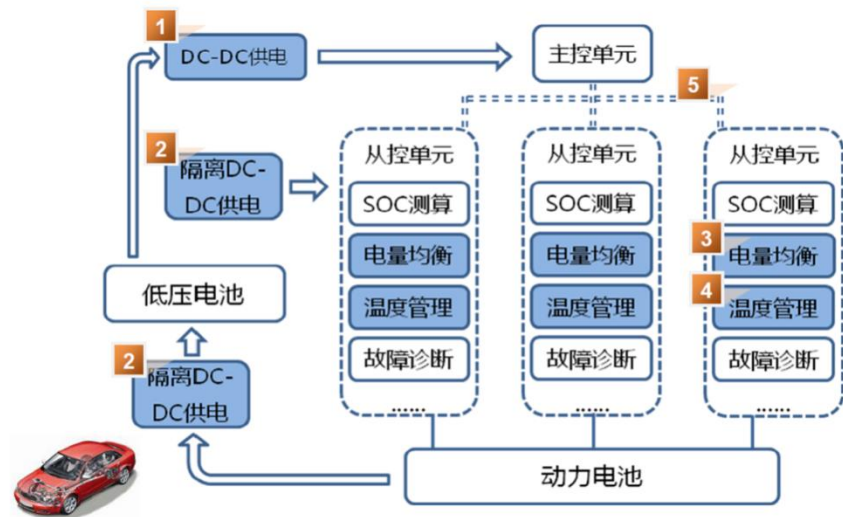 1
DC-DC供电
主控单元
5
2
隔离DC-
DC供电
从控单元
SOC测算
电量均衡
温度管理
故障诊断
......
从控单元
SOC测算
电量均衡
温度管理
故障诊断
......
从控单元
SOC测算
3
电量均衡
4
温度管理
故障诊断
......
低压电池
2
隔离DC-
DC供电
动力电池